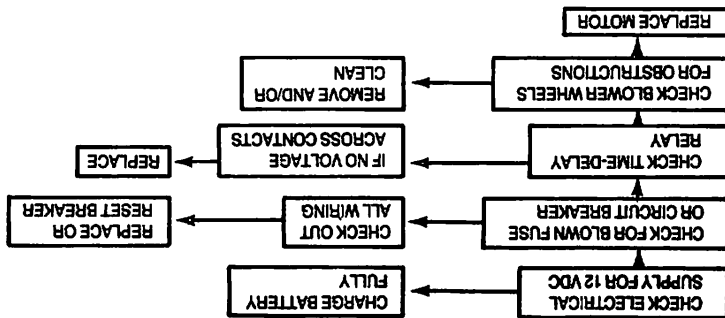 CHECK ELECTRICAL
SUPPLY FOR 12 VDC
CHARGE BATTERY
FULLY
CHECK FOR BLOWN FUSE
OR CIRCUIT BREAKER
CHECK OUT
ALL WIRING
REPLACE OR
RESET BREAKER
CHECK TIME-DELAY
RELAY
IF NO VOLTAGE
ACROSS CONTACTS
REPLACE
CHECK BLOWER WHEELS
FOR OBSTRUCTIONS
REMOVE AND/OR
CLEAN
REPLACE MOTOR